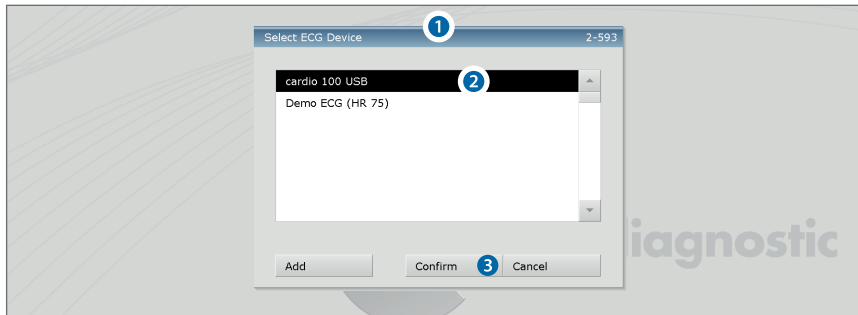 1
Select ECG Device 2-593
cardio 100 USB 2
Demo ECG (HR 75)
iagnostic
Add Confirm 3 Cancel